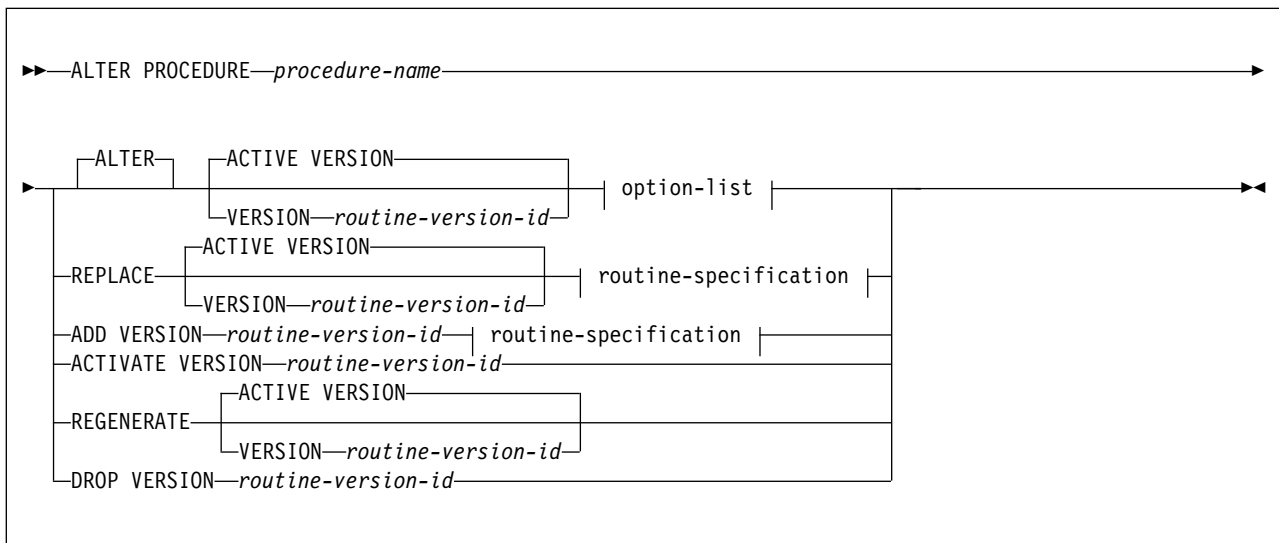 ALTER PROCEDURE procedure-name
ALTER ACTIVE VERSION
option-list
VERSION routine-version-id
ACTIVE VERSION
REPLACE routine-specification
VERSION routine-version-id
ADD VERSION routine-version-id routine-specification
ACTIVATE VERSION routine-version-id
ACTIVE VERSION
REGENERATE
VERSION routine-version-id
DROP VERSION routine-version-id